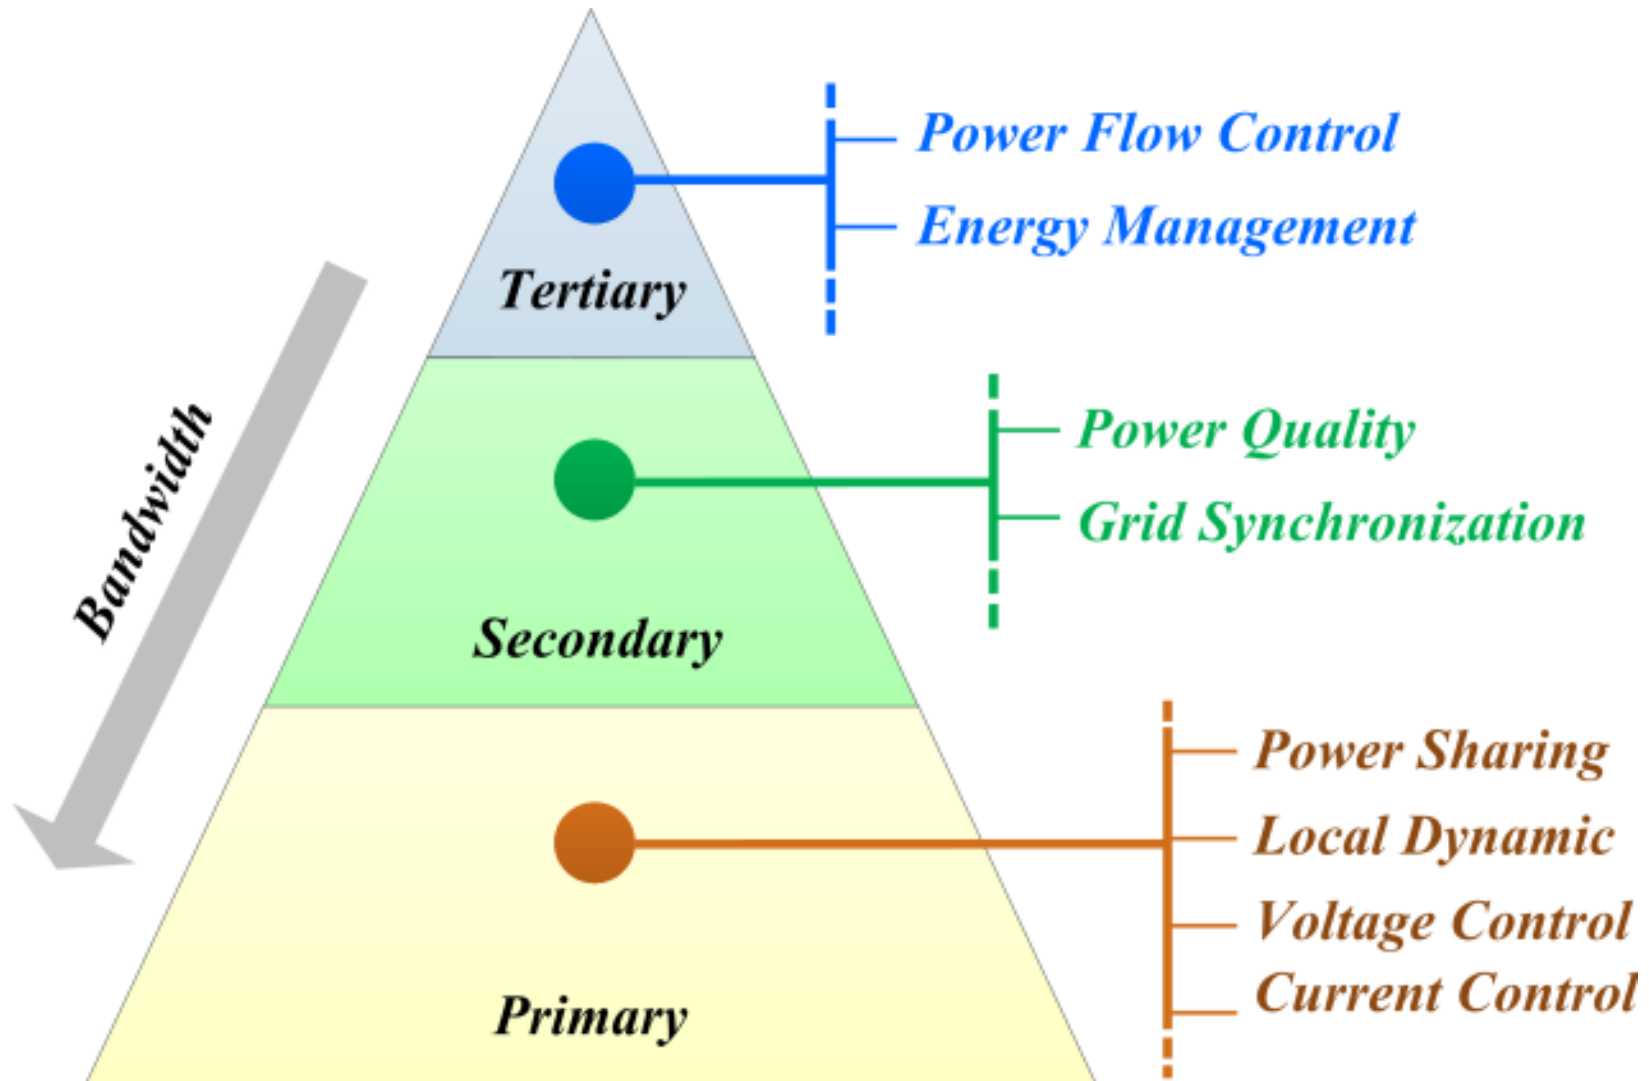 Power Flow Control
Energy Management
Tertiary
Bandwidth
Power Quality
Grid Synchronization
Secondary
Power Sharing
Local Dynamic
Voltage Control
Current Control
Primary